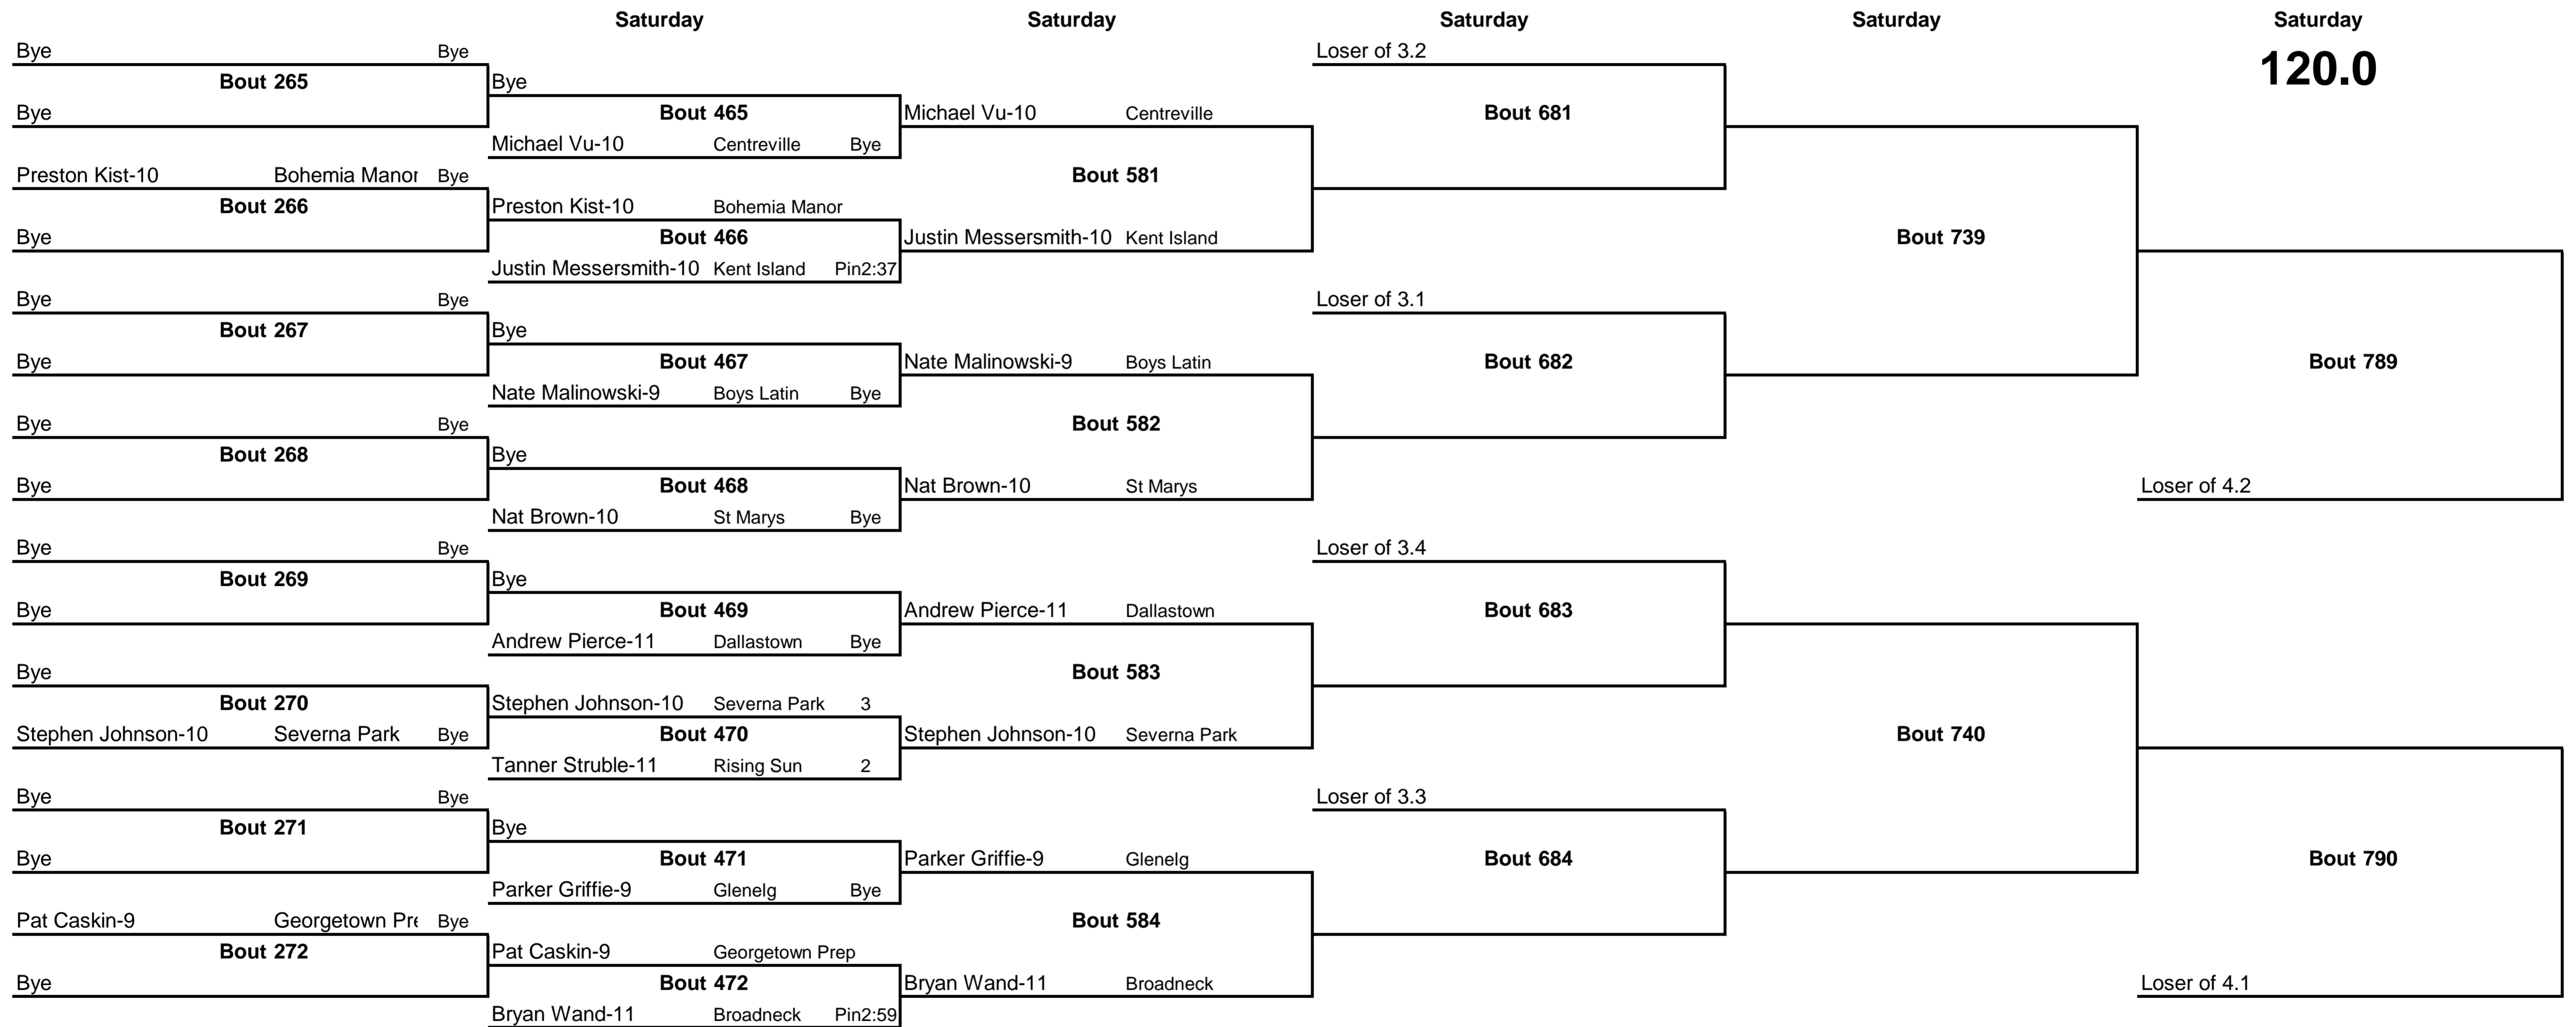 Saturday Saturday Saturday Saturday Saturday
Bye Bye Loser of 3.2 120.0
Bout 265 Bye
Bye Bout 465 Michael Vu-10 Centreville Bout 681
Michael Vu-10 Centreville Bye
Preston Kist-10 Bohemia Manor Bye Bout 581
Bout 266 Preston Kist-10 Bohemia Manor
Bye Bout 466 Justin Messersmith-10 Kent Island Bout 739
Justin Messersmith-10 Kent Island Pin2:37
Bye Bye Loser of 3.1
Bout 267 Bye
Bye Bout 467 Nate Malinowski-9 Boys Latin Bout 682 Bout 789
Nate Malinowski-9 Boys Latin Bye
Bye Bye Bout 582
Bout 268 Bye
Bye Bout 468 Nat Brown-10 St Marys Loser of 4.2
Nat Brown-10 St Marys Bye
Bye Bye Loser of 3.4
Bout 269 Bye
Bye Bout 469 Andrew Pierce-11 Dallastown Bout 683
Andrew Pierce-11 Dallastown Bye
Bye Bout 583
Bout 270 Stephen Johnson-10 Severna Park 3
Stephen Johnson-10 Severna Park Bye Bout 470 Stephen Johnson-10 Severna Park Bout 740
Tanner Struble-11 Rising Sun 2
Bye Bye Loser of 3.3
Bout 271 Bye
Bye Bout 471 Parker Griffie-9 Glenelg Bout 684 Bout 790
Parker Griffie-9 Glenelg Bye
Pat Caskin-9 Georgetown Pre Bye Bout 584
Bout 272 Pat Caskin-9 Georgetown Prep
Bye Bout 472 Bryan Wand-11 Broadneck Loser of 4.1
Bryan Wand-11 Broadneck Pin2:59